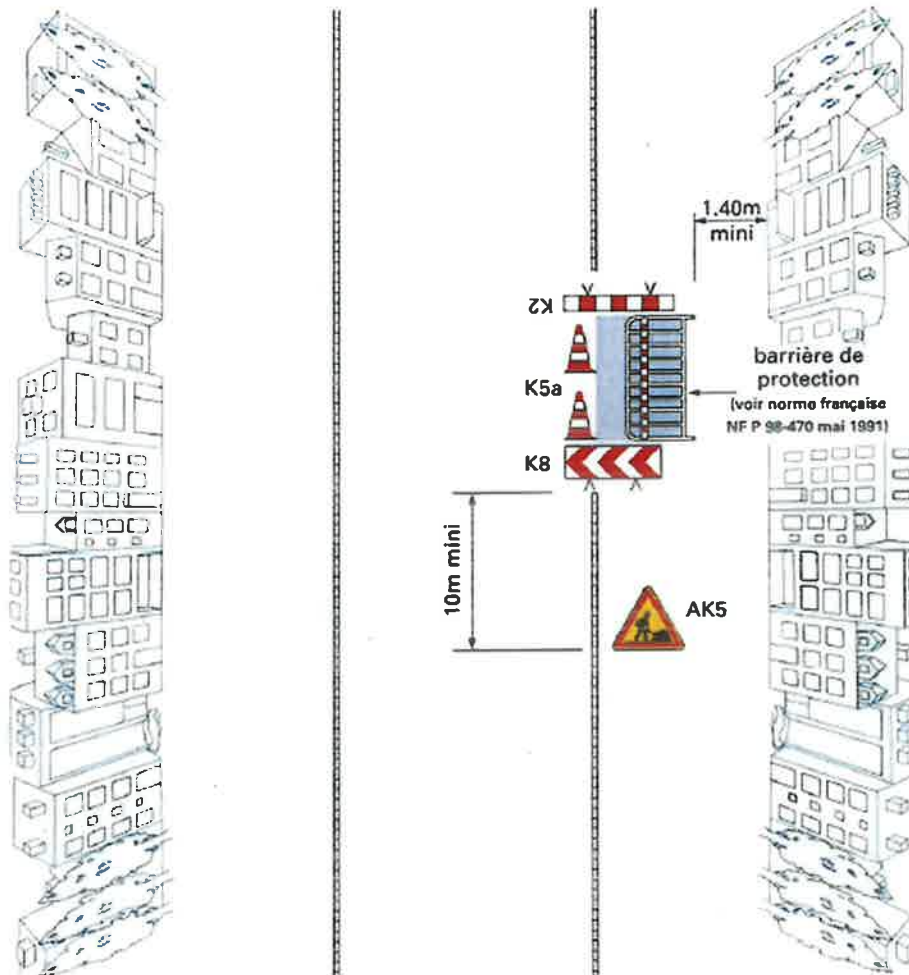 1.40m
mini
K2
barrière de
protection
(voir norme française
NF P 98-470 mai 1991)
K5a
K8
10m mini
AK5